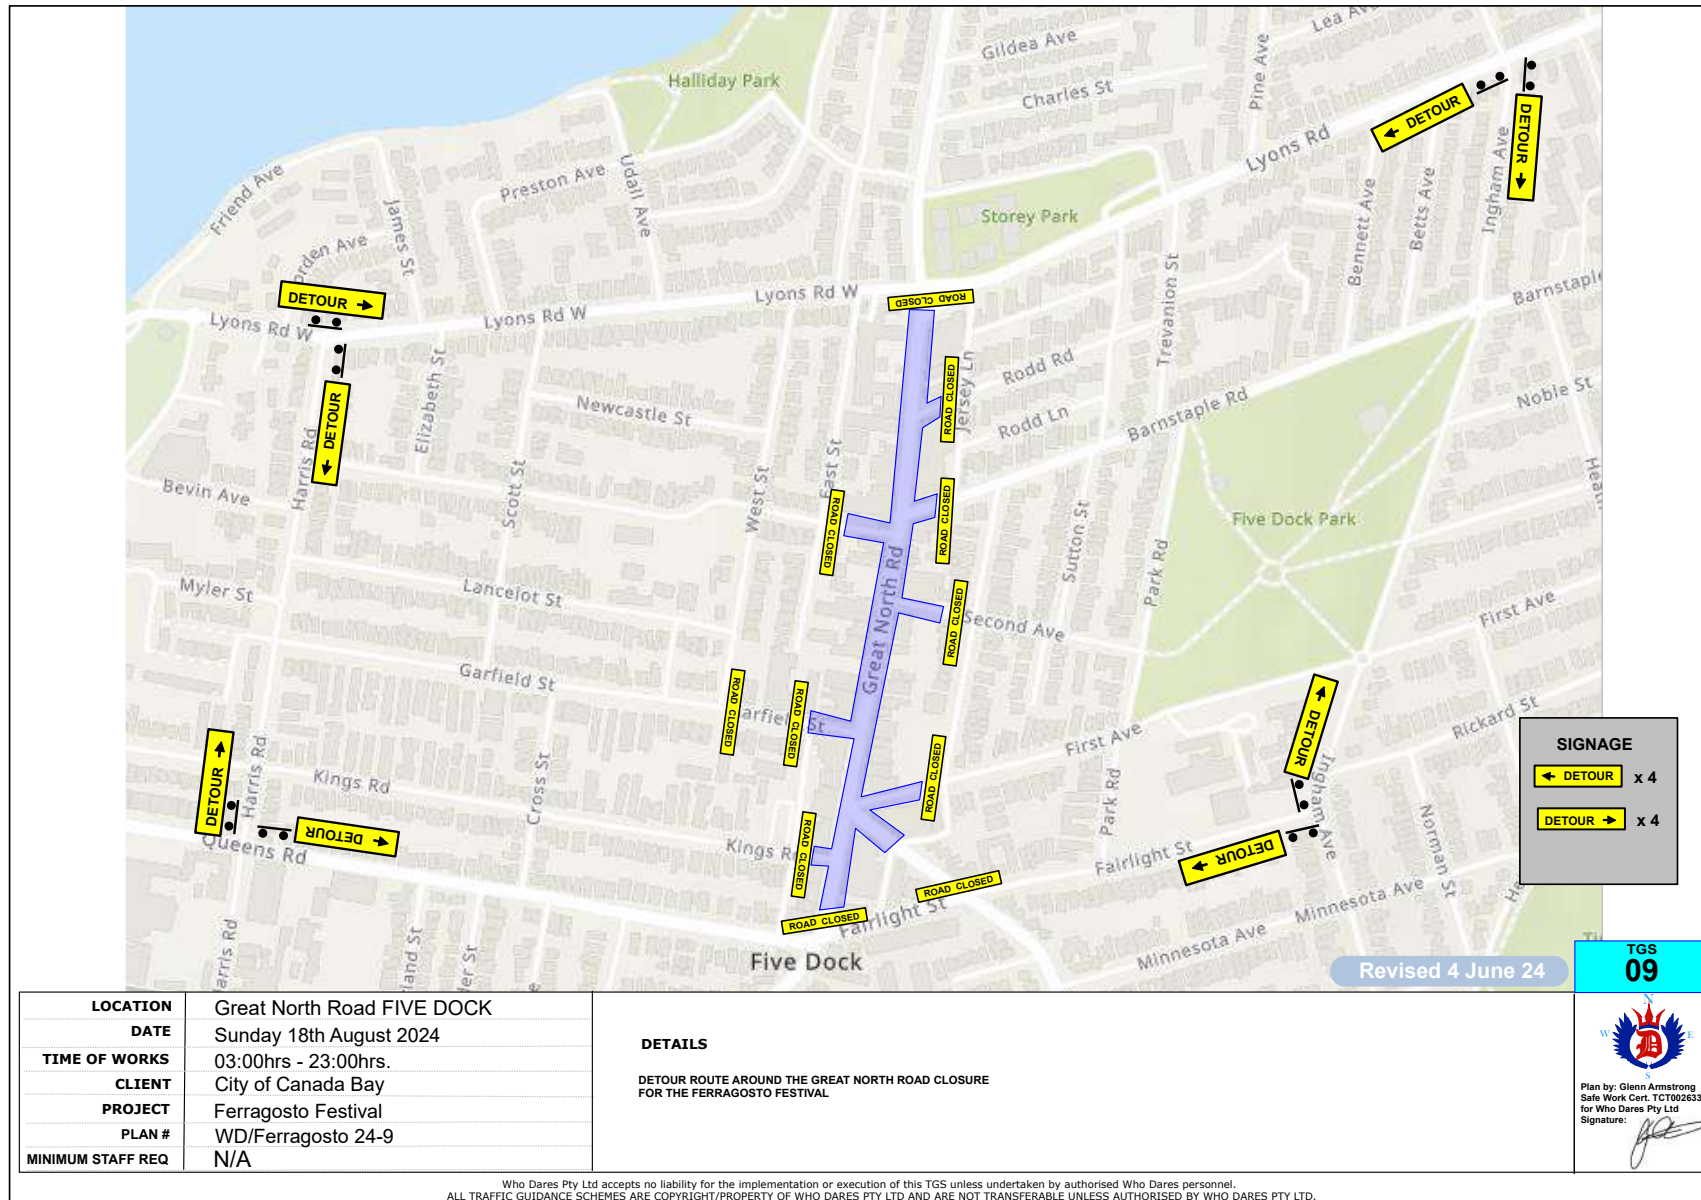 Lea Ave
Gildea Ave
Pine Ave
Halliday Park
Charles St
← DETOUR
DETOUR →
Lyons Rd
Ingham Ave
Friend Ave
Preston Ave
Udall Ave
James St
Storey Park
Bennett Ave
Betts Ave
orden Ave
DETOUR →
Lyons Rd W
Lyons Rd W
Lyons Rd W
ROAD CLOSED
Barnstapl
Trevanion St
← DETOUR
Elizabeth St
Newcastle St
ROAD CLOSED
Jersey Ln
Rodd Rd
Rodd Ln
Barnstaple Rd
Noble St
Harris Rd
Bevin Ave
Scott St
West St
East St
ROAD CLOSED
ROAD CLOSED
Sutton St
Five Dock Park
Great North Rd
Park Rd
Myler St
Lancelot St
ROAD CLOSED
Second Ave
First Ave
Garfield St
ROAD CLOSED
ROAD CLOSED
arfield St
First Ave
← DETOUR
Rickard St
Harris Rd
DETOUR →
Kings Rd
Cross St
ROAD CLOSED
Park Rd
Ingham Ave
Norman St
DETOUR →
Queens Rd
Kings R
ROAD CLOSED
Fairlight St
← DETOUR
ROAD CLOSED
ROAD CLOSED
Fairlight St
Minnesota Ave
Minnesota Ave
Five Dock
arris Rd
land St
er St
SIGNAGE
← DETOUR x 4
DETOUR → x 4
Revised 4 June 24
TGS
09
LOCATION Great North Road FIVE DOCK
DATE Sunday 18th August 2024
TIME OF WORKS 03:00hrs - 23:00hrs.
CLIENT City of Canada Bay
PROJECT Ferragosto Festival
PLAN # WD/Ferragosto 24-9
MINIMUM STAFF REQ N/A
DETAILS
DETOUR ROUTE AROUND THE GREAT NORTH ROAD CLOSURE
FOR THE FERRAGOSTO FESTIVAL
N
W E
D
S
Plan by: Glenn Armstrong
Safe Work Cert. TCT002633
for Who Dares Pty Ltd
Signature:
Who Dares Pty Ltd accepts no liability for the implementation or execution of this TGS unless undertaken by authorised Who Dares personnel.
ALL TRAFFIC GUIDANCE SCHEMES ARE COPYRIGHT/PROPERTY OF WHO DARES PTY LTD AND ARE NOT TRANSFERABLE UNLESS AUTHORISED BY WHO DARES PTY LTD.